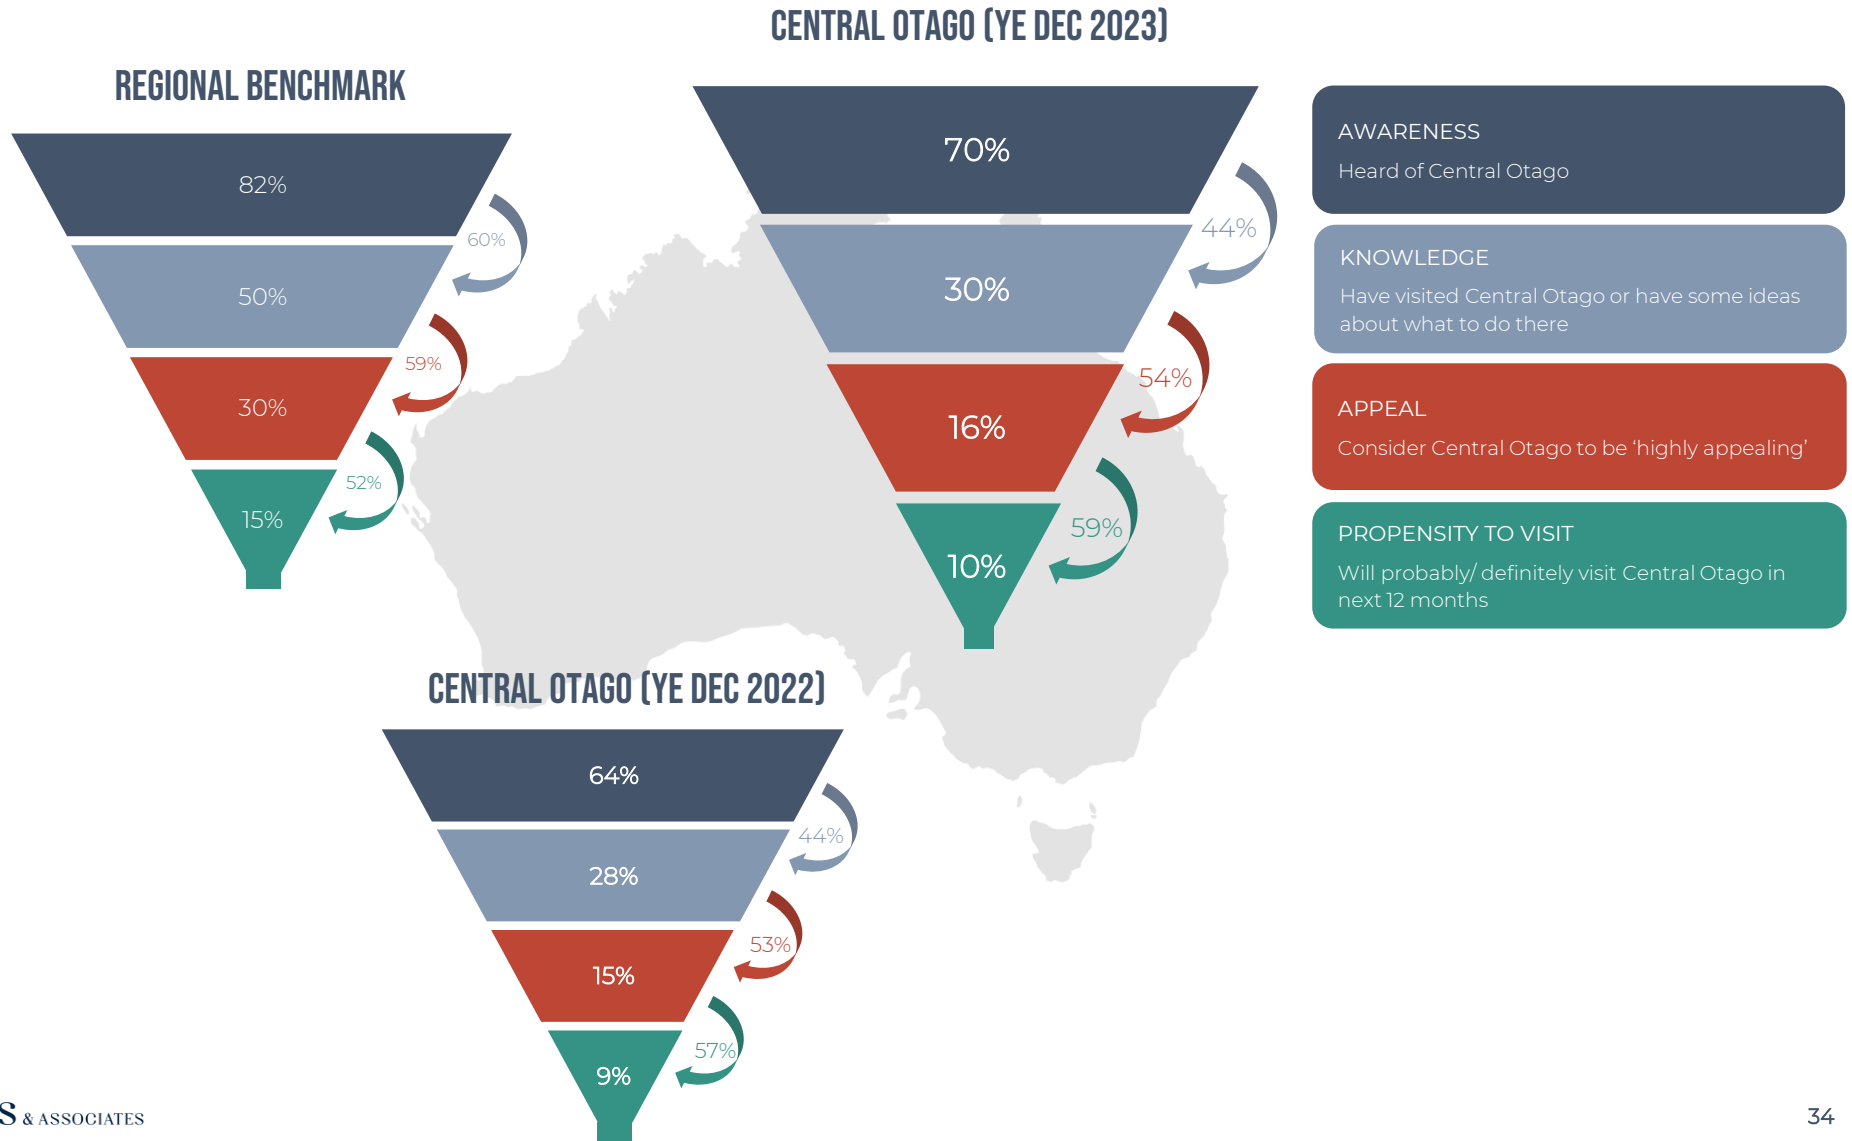 CENTRAL OTAGO (YE DEC 2023)
REGIONAL BENCHMARK
82%
60%
50%
59%
30%
52%
15%
70%
44%
30%
54%
16%
59%
10%
AWARENESS
Heard of Central Otago
KNOWLEDGE
Have visited Central Otago or have some ideas
about what to do there
APPEAL
Consider Central Otago to be ‘highly appealing’
PROPENSITY TO VISIT
Will probably/ definitely visit Central Otago in
next 12 months
CENTRAL OTAGO (YE DEC 2022)
64%
44%
28%
53%
15%
57%
9%
S & ASSOCIATES
34